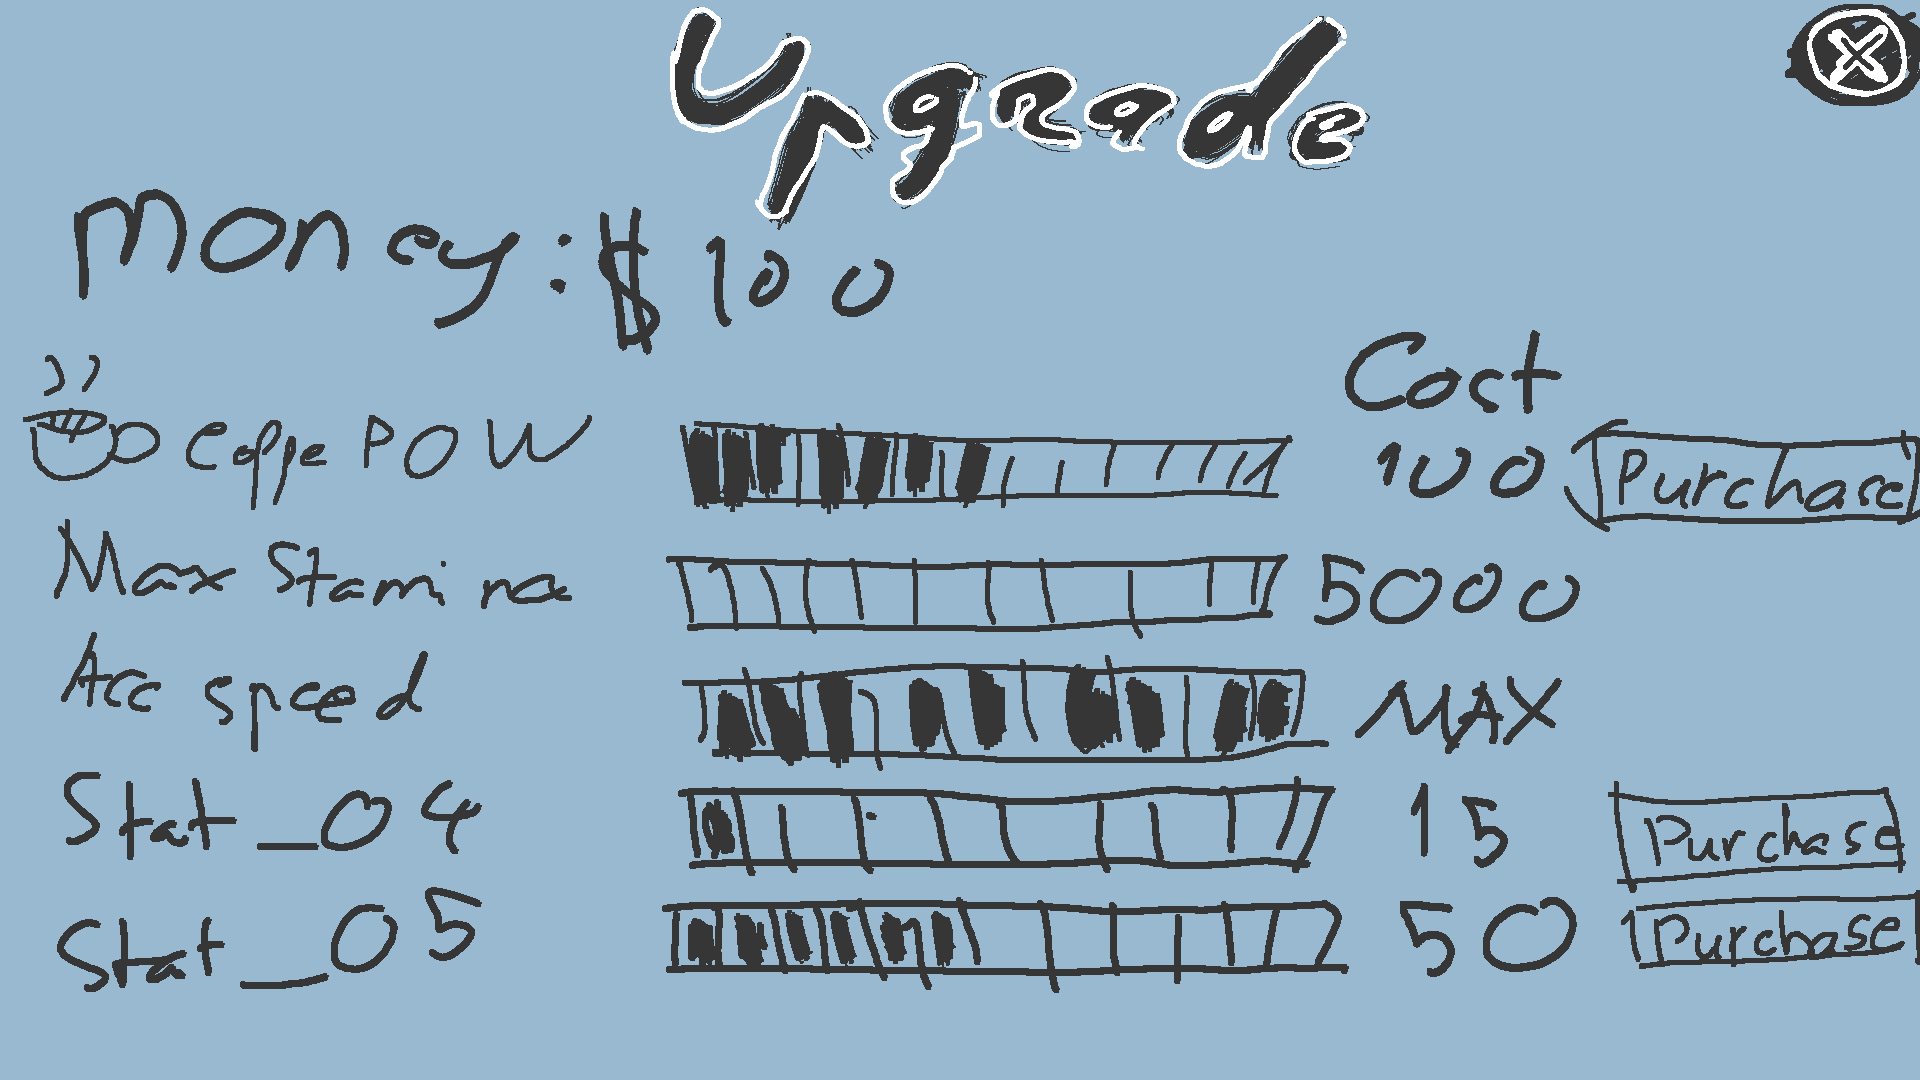 Upgrade
X
money: $100
Cost
Coffe POW 100 Purchase
Max Stamina 5000
Acc speed MAX
Stat_04 15 Purchase
Stat_05 50 Purchase